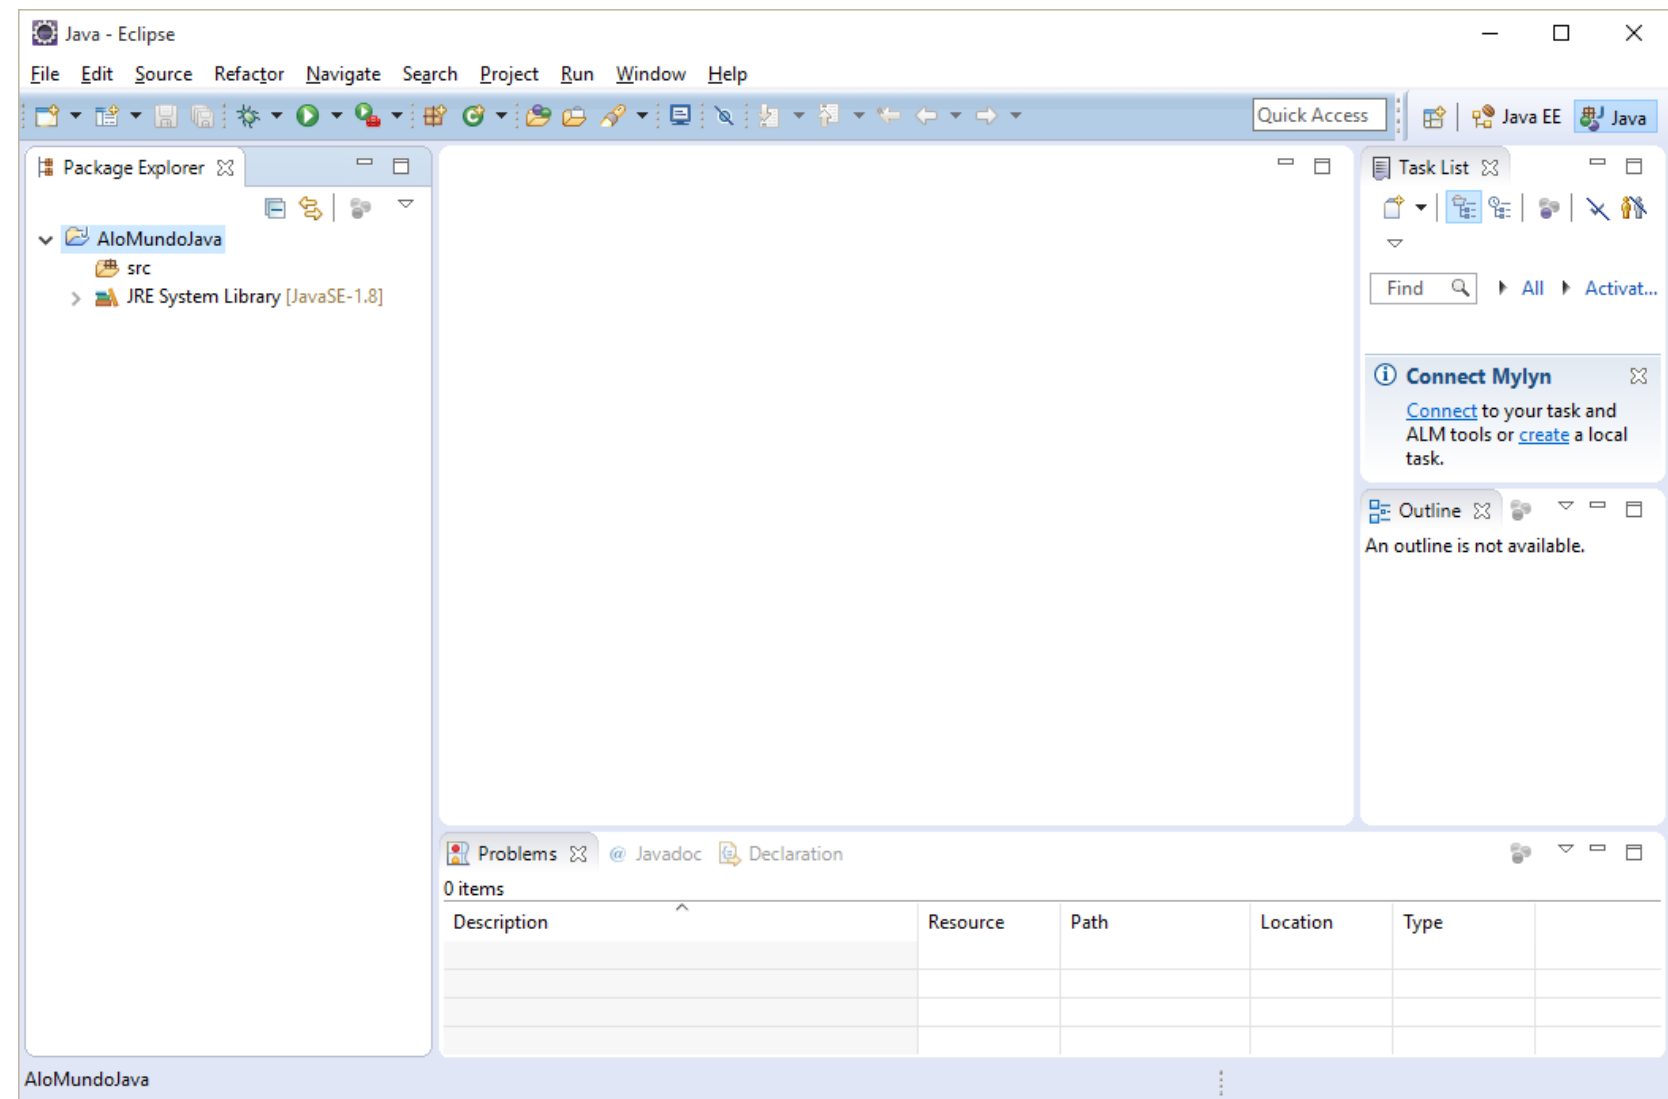 Java - Eclipse
File Edit Source Refactor Navigate Search Project Run Window Help
Quick Access Java EE Java
Package Explorer
AloMundoJava
src
JRE System Library [JavaSE-1.8]
Task List
Find All Activat...
Connect Mylyn
Connect to your task and
ALM tools or create a local
task.
Outline
An outline is not available.
Problems @ Javadoc Declaration
0 items
Description Resource Path Location Type
AloMundoJava